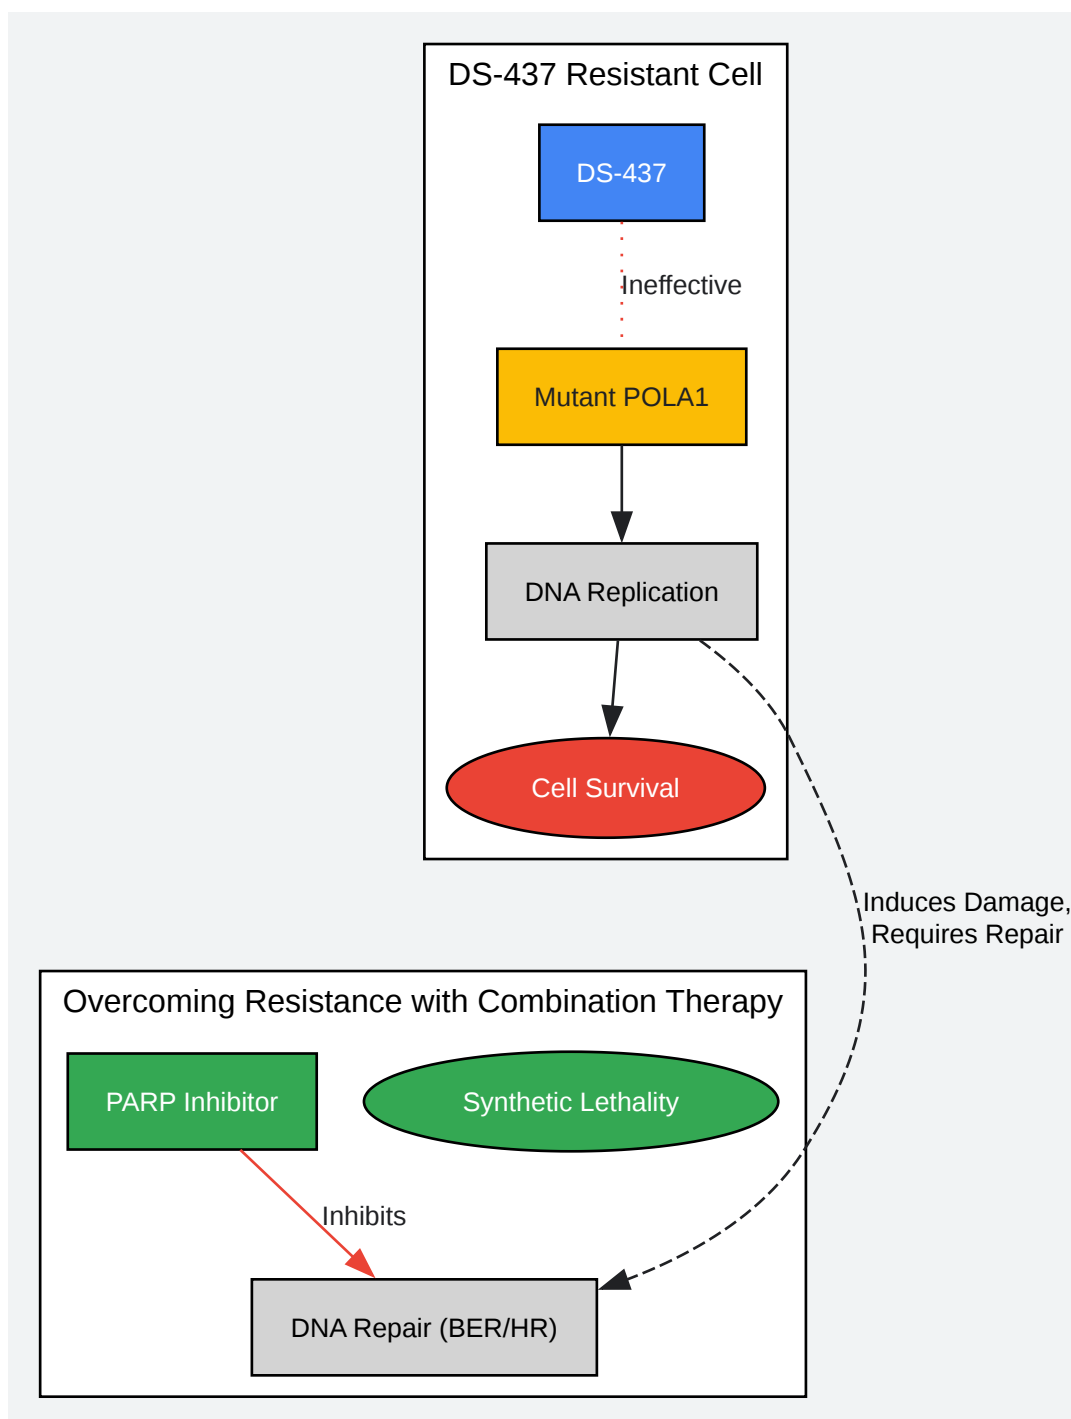 DS-437 Resistant Cell
DS-437
Ineffective
Mutant POLA1
DNA Replication
Cell Survival
Induces Damage,
Requires Repair
Overcoming Resistance with Combination Therapy
PARP Inhibitor
Synthetic Lethality
Inhibits
DNA Repair (BER/HR)